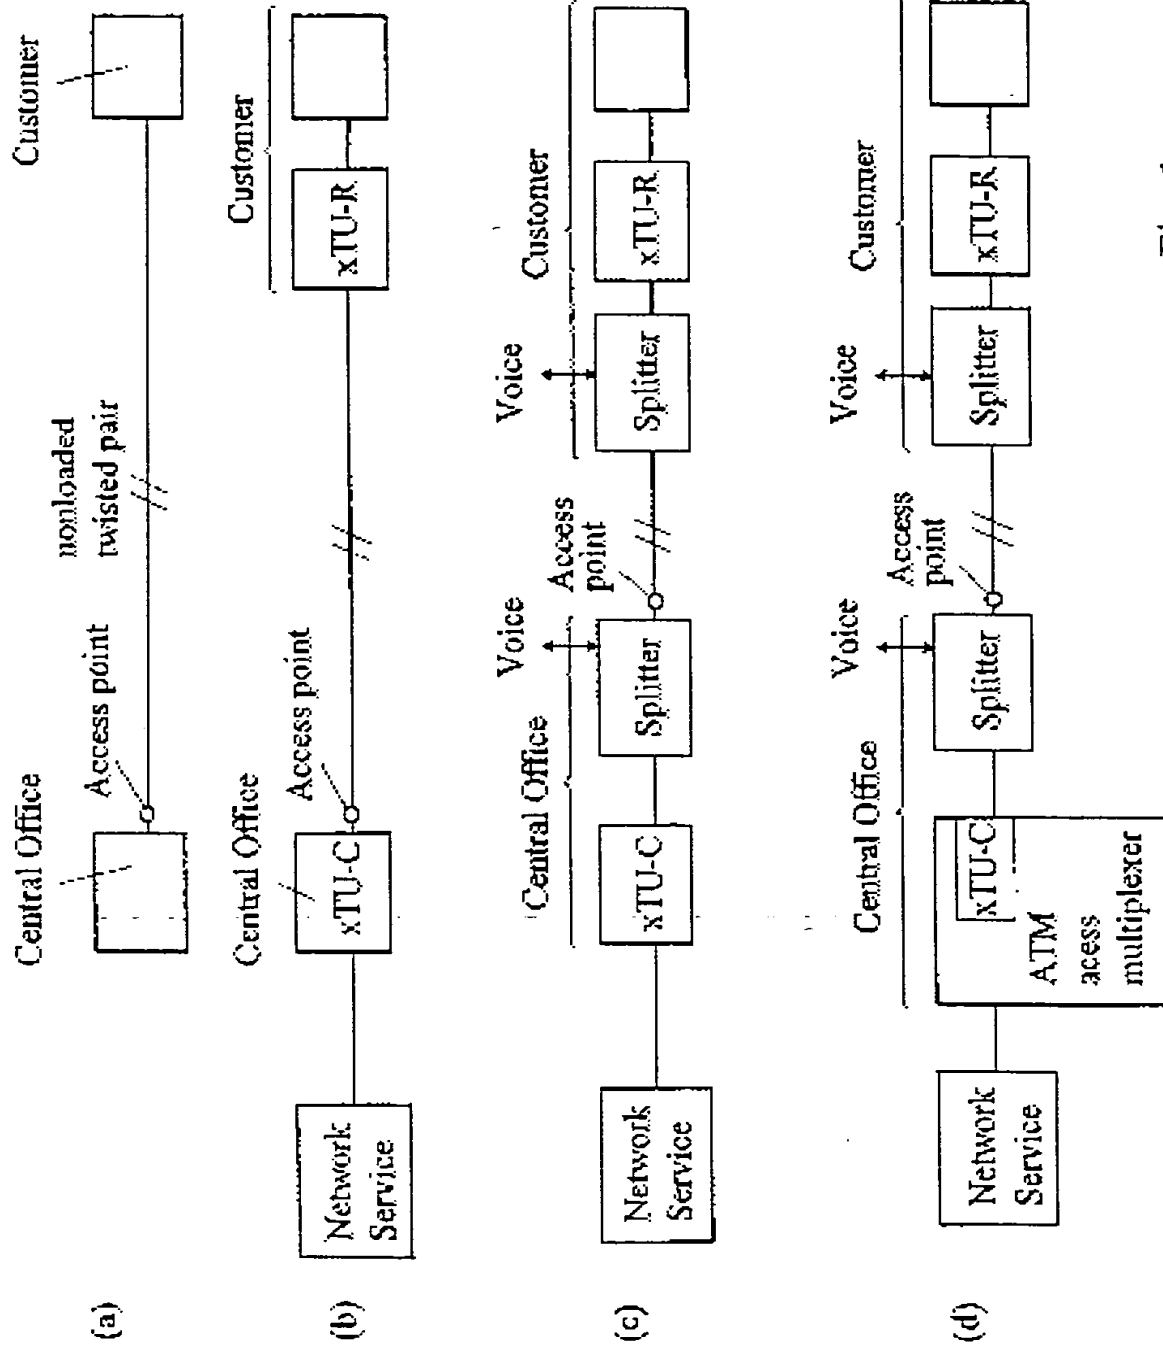 (a)
Central Office
Access point
nonloaded
twisted pair
Customer
(b)
Network
Service
Central Office
xTU-C
Access point
Customer
xTU-R
(c)
Network
Service
Central Office
xTU-C
Voice
Splitter
Access
point
Voice
Splitter
Customer
xTU-R
(d)
Network
Service
Central Office
xTU-C
ATM
acess
multiplexer
Voice
Splitter
Access
point
Voice
Splitter
Customer
xTU-R